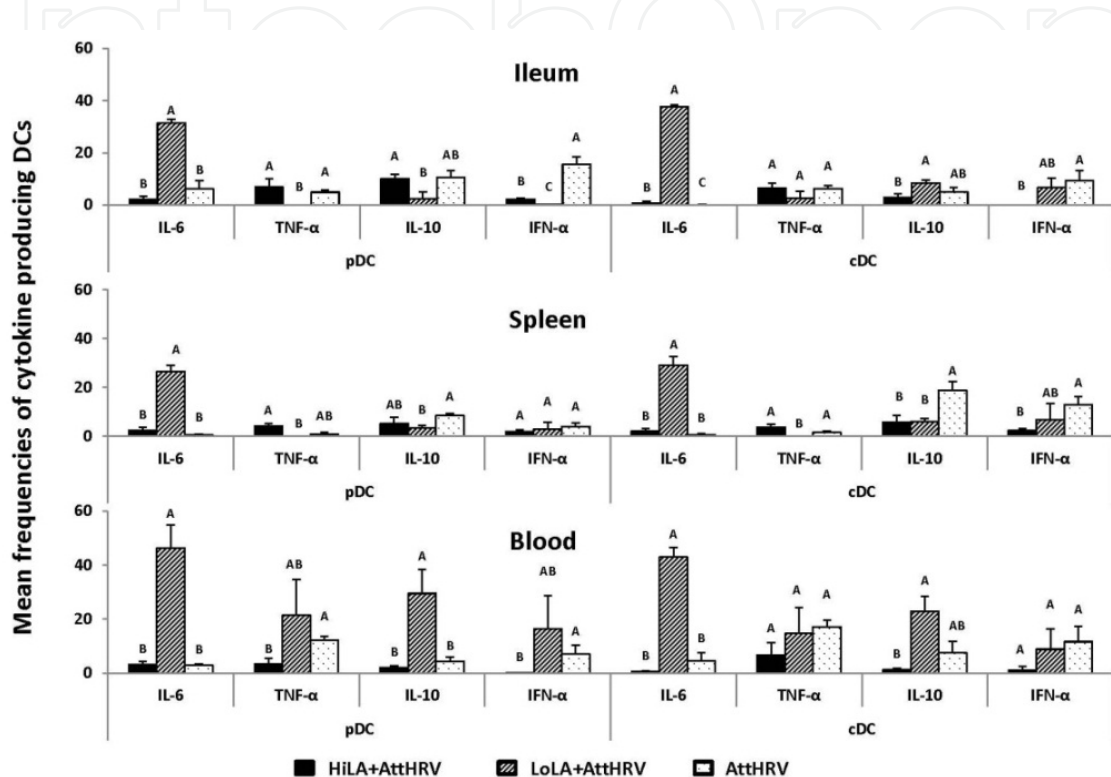 IntechOpen
Mean frequencies of cytokine producing DCs
Ileum
60
40
20
0
B A B A B A A B AB B C A B A C A A A B A AB B AB A
IL-6 TNF-α IL-10 IFN-α IL-6 TNF-α IL-10 IFN-α
pDC cDC
Spleen
60
40
20
0
B A B A B AB AB B A A A A B A B A B A B B A B AB A
IL-6 TNF-α IL-10 IFN-α IL-6 TNF-α IL-10 IFN-α
pDC cDC
Blood
60
40
20
0
B A B B AB A B A B B AB A B A B A A A B A AB A A A
IL-6 TNF-α IL-10 IFN-α IL-6 TNF-α IL-10 IFN-α
pDC cDC
HiLA+AttHRV LoLA+AttHRV AttHRV